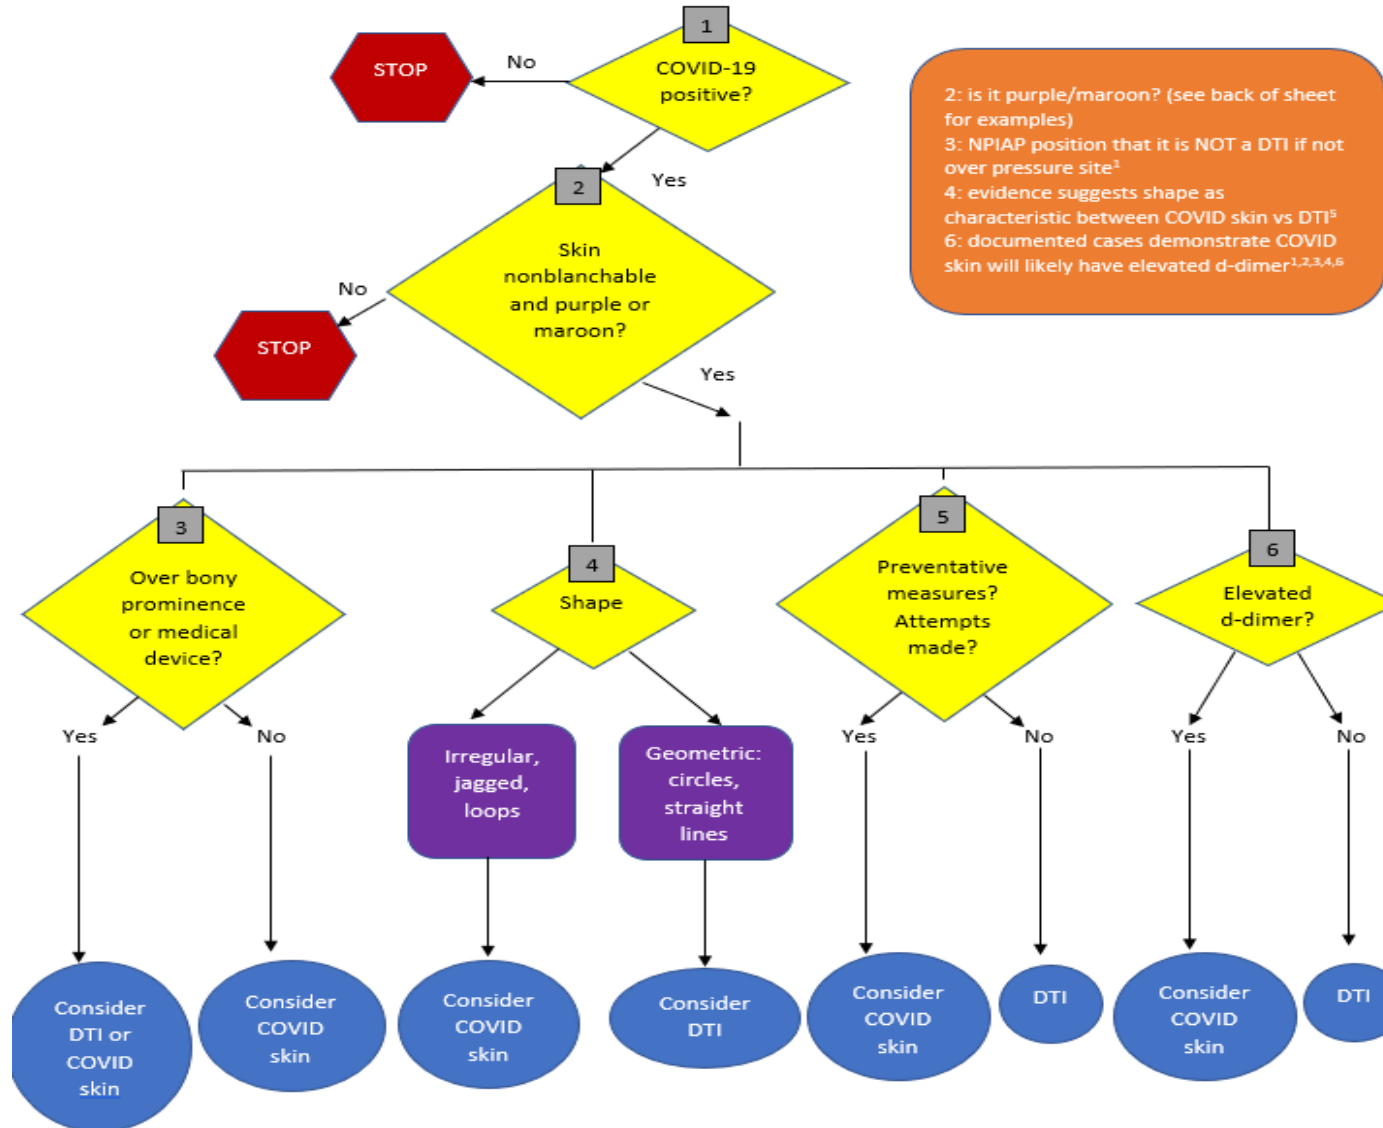 1
COVID-19
positive?
No
STOP
Yes
2: is it purple/maroon? (see back of sheet
for examples)
3: NPIAP position that it is NOT a DTI if not
over pressure site¹
4: evidence suggests shape as
characteristic between COVID skin vs DTI⁵
6: documented cases demonstrate COVID
skin will likely have elevated d-dimer¹,²,³,⁴,⁶
2
Skin
nonblanchable
and purple or
maroon?
No
STOP
Yes
3
Over bony
prominence
or medical
device?
Yes
No
4
Shape
Irregular,
jagged,
loops
Geometric:
circles,
straight
lines
5
Preventative
measures?
Attempts
made?
Yes
No
6
Elevated
d-dimer?
Yes
No
Consider
DTI or
COVID
skin
Consider
COVID
skin
Consider
COVID
skin
Consider
DTI
Consider
COVID
skin
DTI
Consider
COVID
skin
DTI